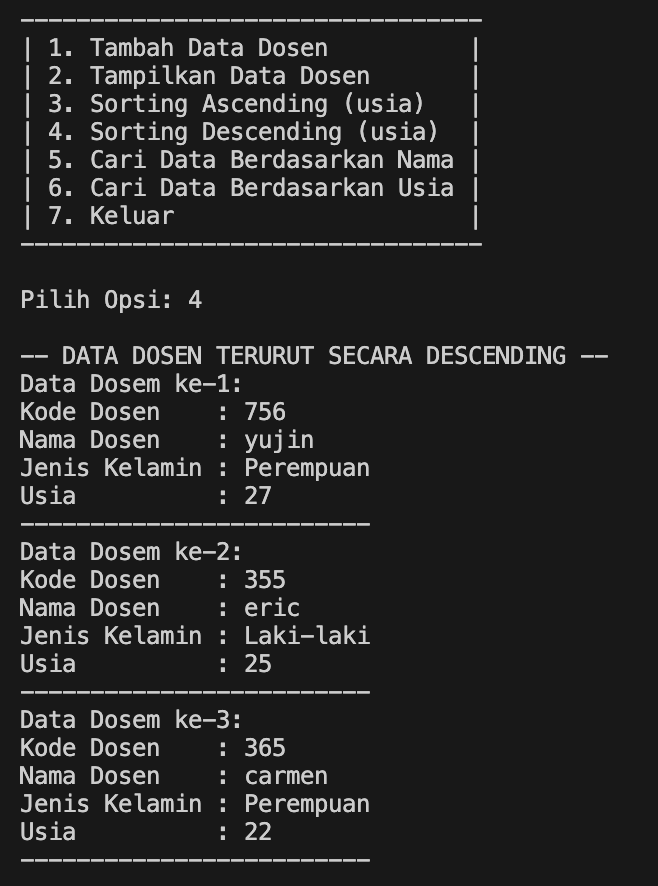 ---------------------------------
| 1. Tambah Data Dosen          |
| 2. Tampilkan Data Dosen       |
| 3. Sorting Ascending (usia)   |
| 4. Sorting Descending (usia)  |
| 5. Cari Data Berdasarkan Nama |
| 6. Cari Data Berdasarkan Usia |
| 7. Keluar                     |
---------------------------------
Pilih Opsi: 4
-- DATA DOSEN TERURUT SECARA DESCENDING --
Data Dosem ke-1:
Kode Dosen    : 756
Nama Dosen    : yujin
Jenis Kelamin : Perempuan
Usia          : 27
-------------------------
Data Dosem ke-2:
Kode Dosen    : 355
Nama Dosen    : eric
Jenis Kelamin : Laki-laki
Usia          : 25
-------------------------
Data Dosem ke-3:
Kode Dosen    : 365
Nama Dosen    : carmen
Jenis Kelamin : Perempuan
Usia          : 22
-------------------------